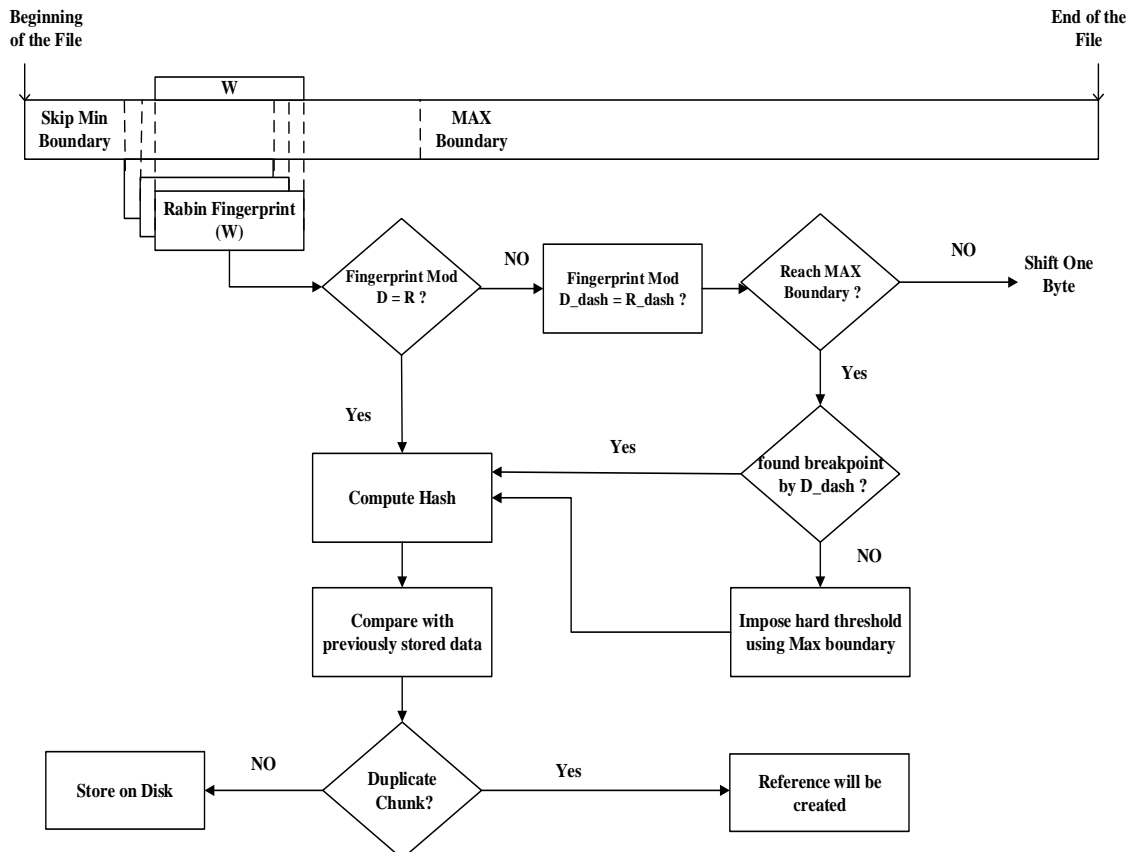 Beginning
of the File
End of the
File
W
Skip Min
Boundary
MAX
Boundary
Rabin Fingerprint
(W)
Fingerprint Mod
D = R ?
NO
Fingerprint Mod
D_dash = R_dash ?
Reach MAX
Boundary ?
NO
Shift One
Byte
Yes
Yes
Yes
found breakpoint
by D_dash ?
Compute Hash
NO
Compare with
previously stored data
Impose hard threshold
using Max boundary
NO
Yes
Store on Disk
Duplicate
Chunk?
Reference will be
created